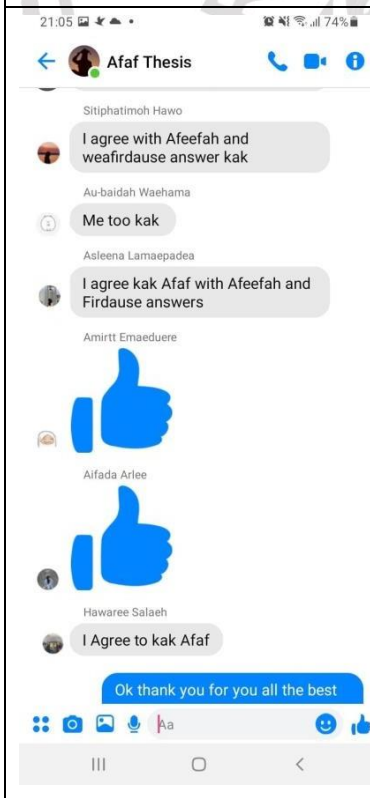 21:05
74%
Afaf Thesis
Sitiphatimoh Hawo
I agree with Afeefah and
weafirdause answer kak
Au-baidah Waehama
Me too kak
Asleena Lamaepadea
I agree kak Afaf with Afeefah and
Firdause answers
Amirtt Emaeduere
Aifada Arlee
Hawaree Salaeh
I Agree to kak Afaf
Ok thank you for you all the best
Aa